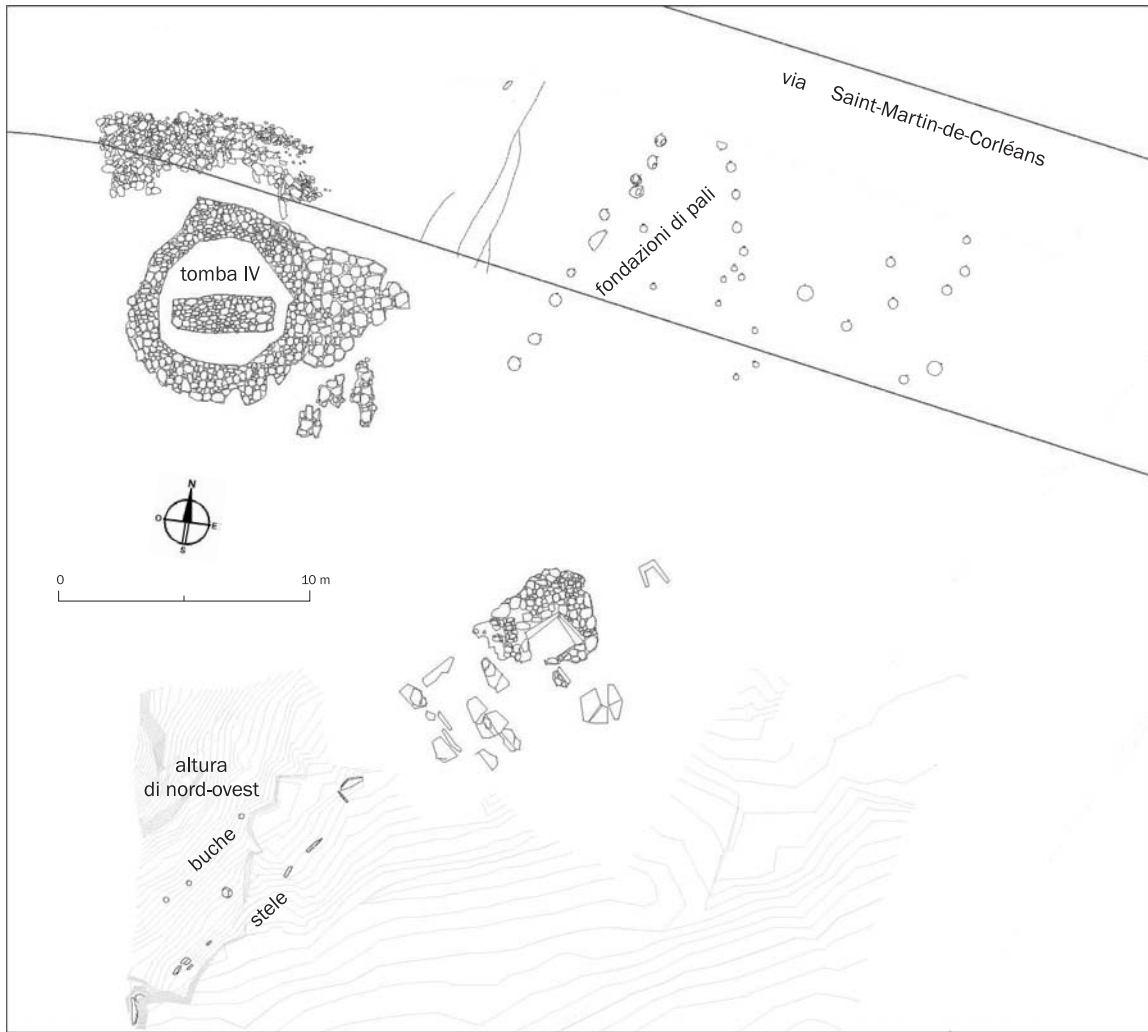 via Saint-Martin-de-Corléans
tomba IV
fondazioni di pali
N
O
E
S
0 10 m
altura
di nord-ovest
buche
stele